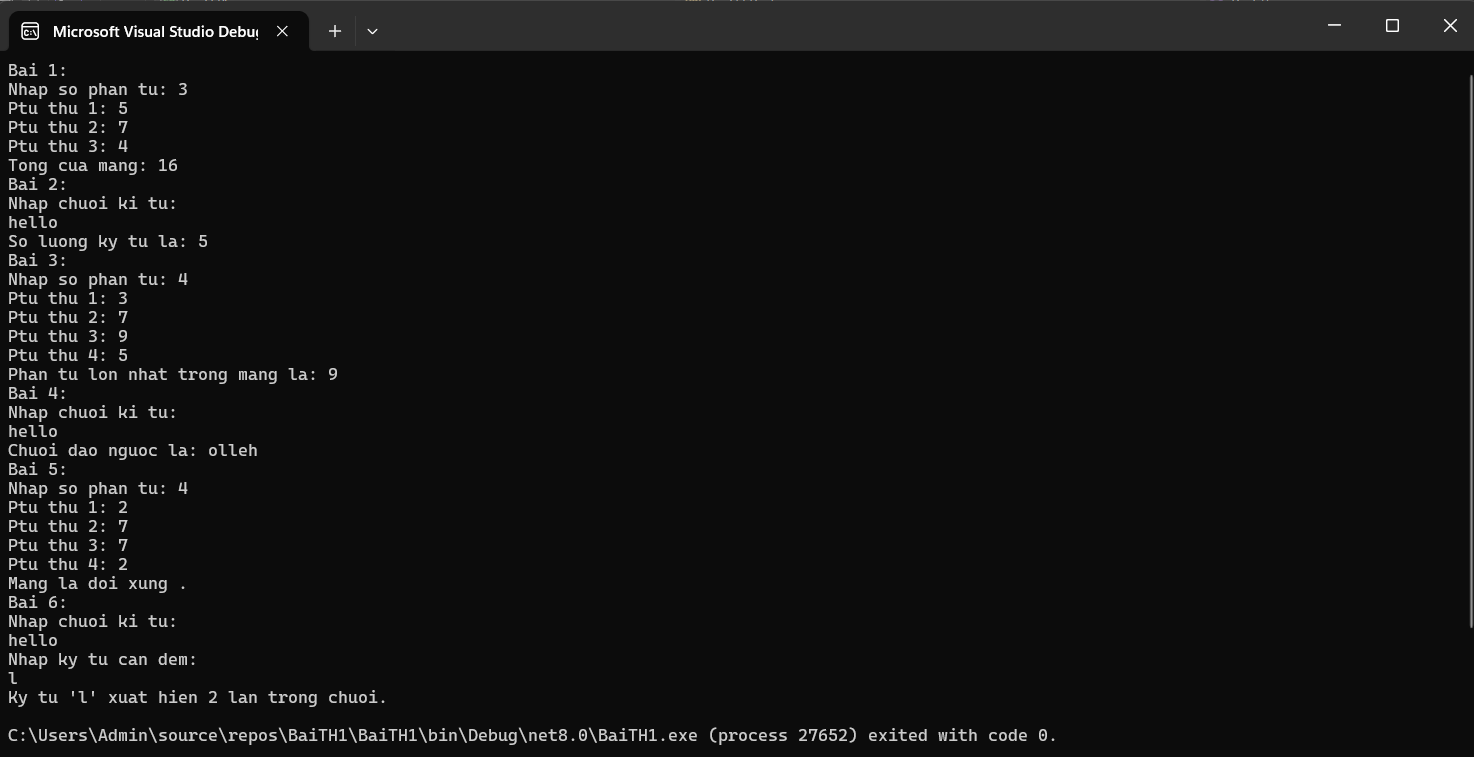 Microsoft Visual Studio Debu
Bai 1:
Nhap so phan tu: 3
Ptu thu 1: 5
Ptu thu 2: 7
Ptu thu 3: 4
Tong cua mang: 16
Bai 2:
Nhap chuoi ki tu:
hello
So luong ky tu la: 5
Bai 3:
Nhap so phan tu: 4
Ptu thu 1: 3
Ptu thu 2: 7
Ptu thu 3: 9
Ptu thu 4: 5
Phan tu lon nhat trong mang la: 9
Bai 4:
Nhap chuoi ki tu:
hello
Chuoi dao nguoc la: olleh
Bai 5:
Nhap so phan tu: 4
Ptu thu 1: 2
Ptu thu 2: 7
Ptu thu 3: 7
Ptu thu 4: 2
Mang la doi xung .
Bai 6:
Nhap chuoi ki tu:
hello
Nhap ky tu can dem:
l
Ky tu 'l' xuat hien 2 lan trong chuoi.
C:\Users\Admin\source\repos\BaiTH1\BaiTH1\bin\Debug\net8.0\BaiTH1.exe (process 27652) exited with code 0.